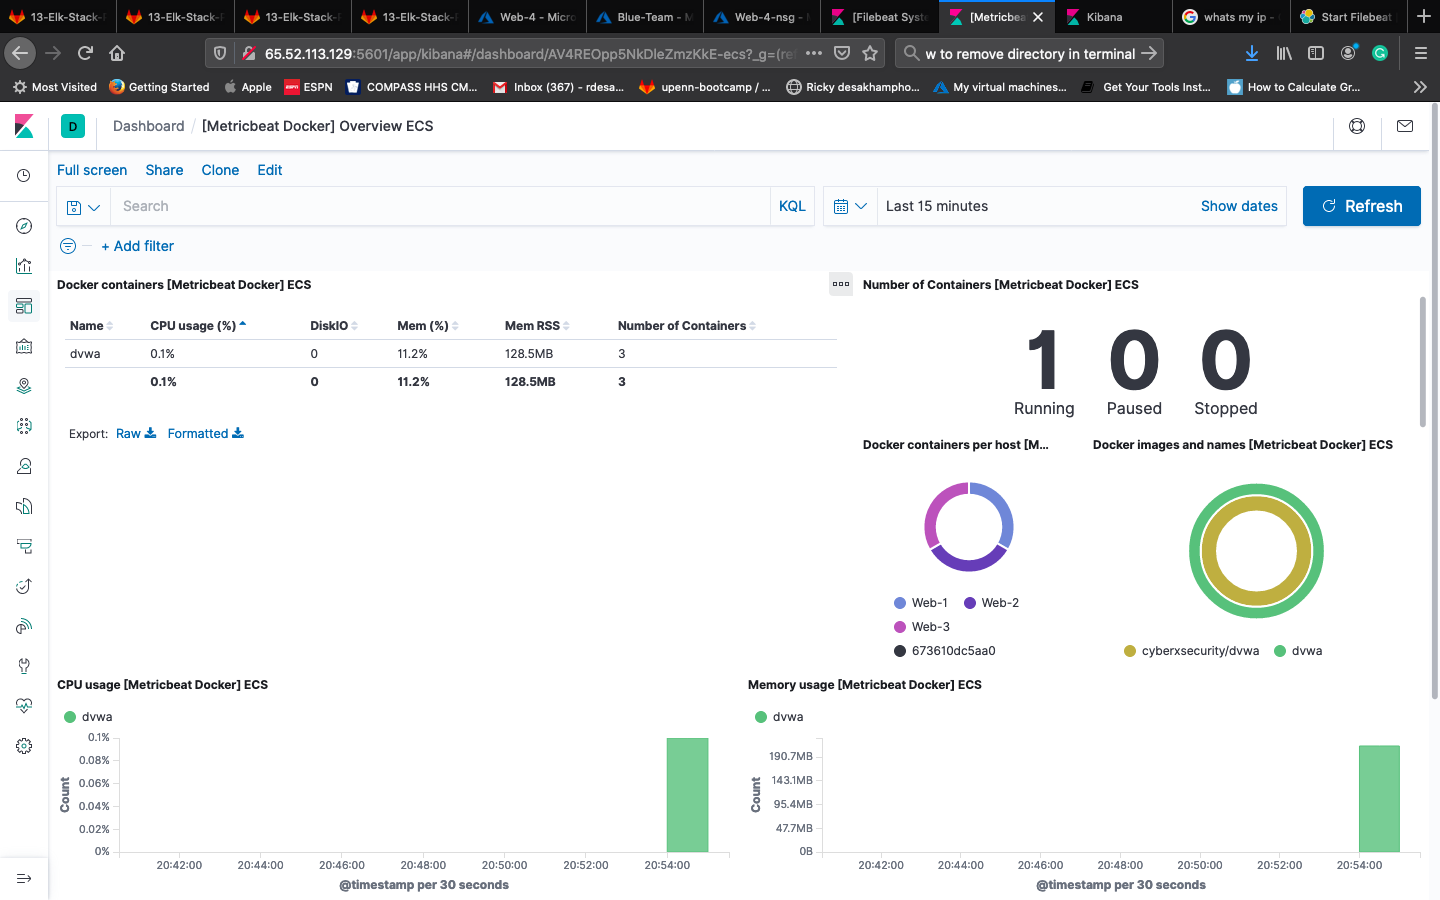 13-Elk-Stack-P 13-Elk-Stack-P 13-Elk-Stack-P 13-Elk-Stack-P Web-4 - Micro Blue-Team - M Web-4-nsg - M [Filebeat Syste [Metricbea Kibana whats my ip - Start Filebeat
65.52.113.129:5601/app/kibana#/dashboard/AV4REOpp5NkDleZmzKkE-ecs?_g=(re w to remove directory in terminal
Most Visited Getting Started Apple ESPN COMPASS HHS CM... Inbox (367) - rdesa... upenn-bootcamp / ... Ricky desakhampho... My virtual machines... Get Your Tools Inst... How to Calculate Gr...
D Dashboard / [Metricbeat Docker] Overview ECS
Full screen Share Clone Edit
Search KQL Last 15 minutes Show dates Refresh
+ Add filter
Docker containers [Metricbeat Docker] ECS
Name CPU usage (%) DiskIO Mem (%) Mem RSS Number of Containers
dvwa 0.1% 0 11.2% 128.5MB 3
0.1% 0 11.2% 128.5MB 3
Export: Raw Formatted
Number of Containers [Metricbeat Docker] ECS
1 0 0
Running Paused Stopped
Docker containers per host [M...
Web-1 Web-2
Web-3
673610dc5aa0
Docker images and names [Metricbeat Docker] ECS
cyberxsecurity/dvwa dvwa
CPU usage [Metricbeat Docker] ECS
dvwa
0.1%
0.08%
0.06%
0.04%
0.02%
0%
Count
20:42:00 20:44:00 20:46:00 20:48:00 20:50:00 20:52:00 20:54:00
@timestamp per 30 seconds
Memory usage [Metricbeat Docker] ECS
dvwa
190.7MB
143.1MB
95.4MB
47.7MB
0B
Count
20:42:00 20:44:00 20:46:00 20:48:00 20:50:00 20:52:00 20:54:00
@timestamp per 30 seconds